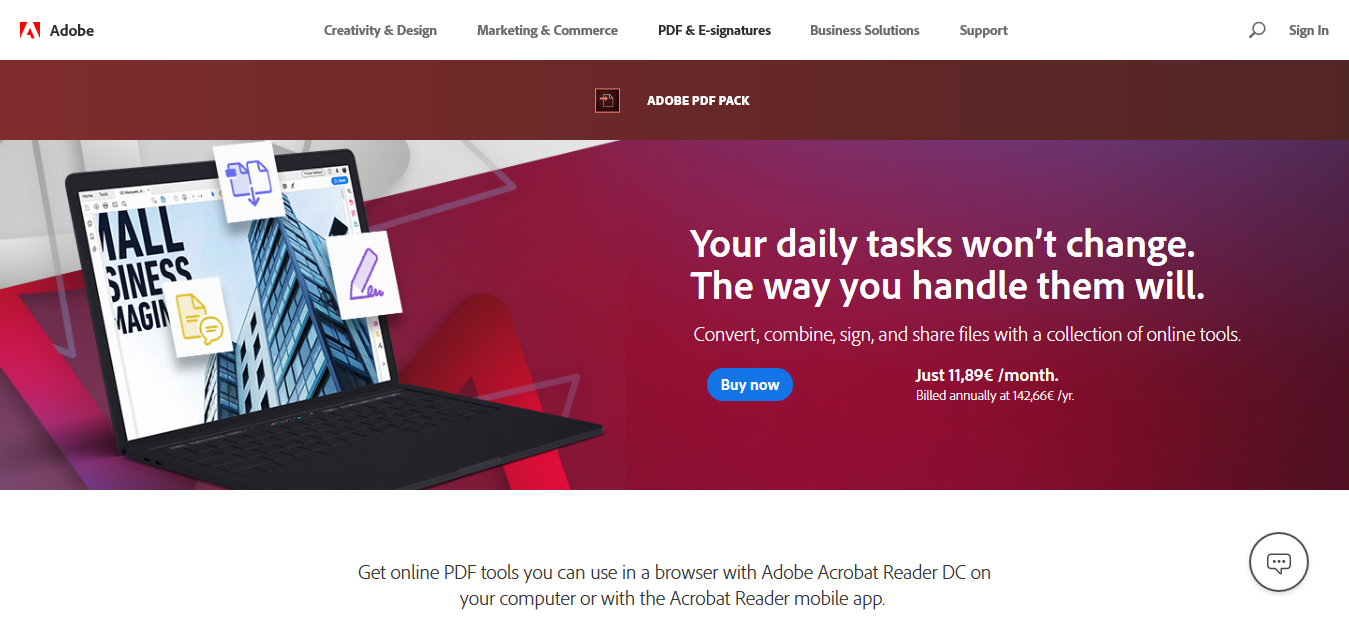 Adobe
Creativity & Design
Marketing & Commerce
PDF & E-signatures
Business Solutions
Support
Sign In
ADOBE PDF PACK
Home Tools
MALL
SINESS
MAGIN
Your daily tasks won’t change.
The way you handle them will.
Convert, combine, sign, and share files with a collection of online tools.
Buy now
Just 11,89€ /month.
Billed annually at 142,66€ /yr.
Get online PDF tools you can use in a browser with Adobe Acrobat Reader DC on
your computer or with the Acrobat Reader mobile app.